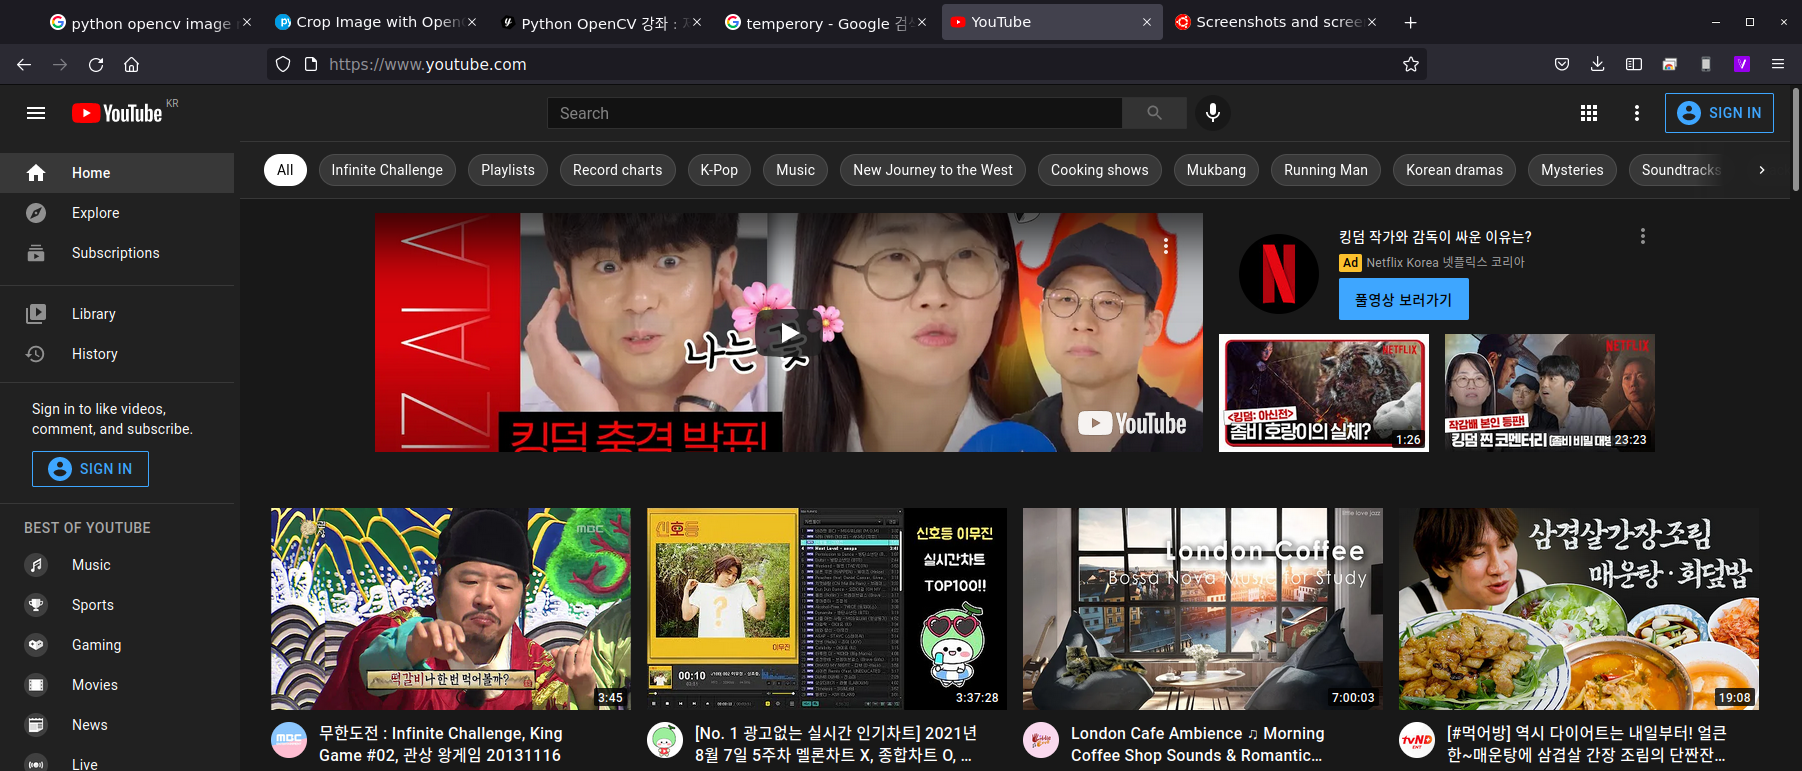 python opencv image r
Crop Image with Open
Python OpenCV 강좌 : 
temperory - Google 검색
YouTube
Screenshots and scree
https://www.youtube.com
YouTube KR
Search
SIGN IN
Home
Explore
Subscriptions
Library
History
Sign in to like videos,
comment, and subscribe.
SIGN IN
BEST OF YOUTUBE
Music
Sports
Gaming
Movies
News
Live
All
Infinite Challenge
Playlists
Record charts
K-Pop
Music
New Journey to the West
Cooking shows
Mukbang
Running Man
Korean dramas
Mysteries
Soundtracks
나는 꽃
킹덤 충격 발표!
YouTube
킹덤 작가와 감독이 싸운 이유는?
Ad Netflix Korea 넷플릭스 코리아
풀영상 보러가기
NETFLIX
<킹덤: 아신전>
좀비 호랑이의 실체?
1:26
NETFLIX
작감배 본인 등판!
킹덤 찐 코멘터리
23:23
MBC
떡갈비나 한 번 먹어볼까?
3:45
mbc
무한도전 : Infinite Challenge, King
Game #02, 관상 왕게임 20131116
신호등
이무진
00:10
신호등 이무진
실시간차트
TOP100!!
3:37:28
[No. 1 광고없는 실시간 인기차트] 2021년
8월 7일 5주차 멜론차트 X, 종합차트 O, ...
little love jazz
London Coffee
Bossa Nova Music for Study
7:00:03
London Cafe Ambience ♫ Morning
Coffee Shop Sounds & Romantic...
삼겹살간장조림
매운탕·회덮밥
19:08
tvND
ENT
[#먹어방] 역시 다이어트는 내일부터! 얼큰
한~매운탕에 삼겹살 간장 조림의 단짠잔...